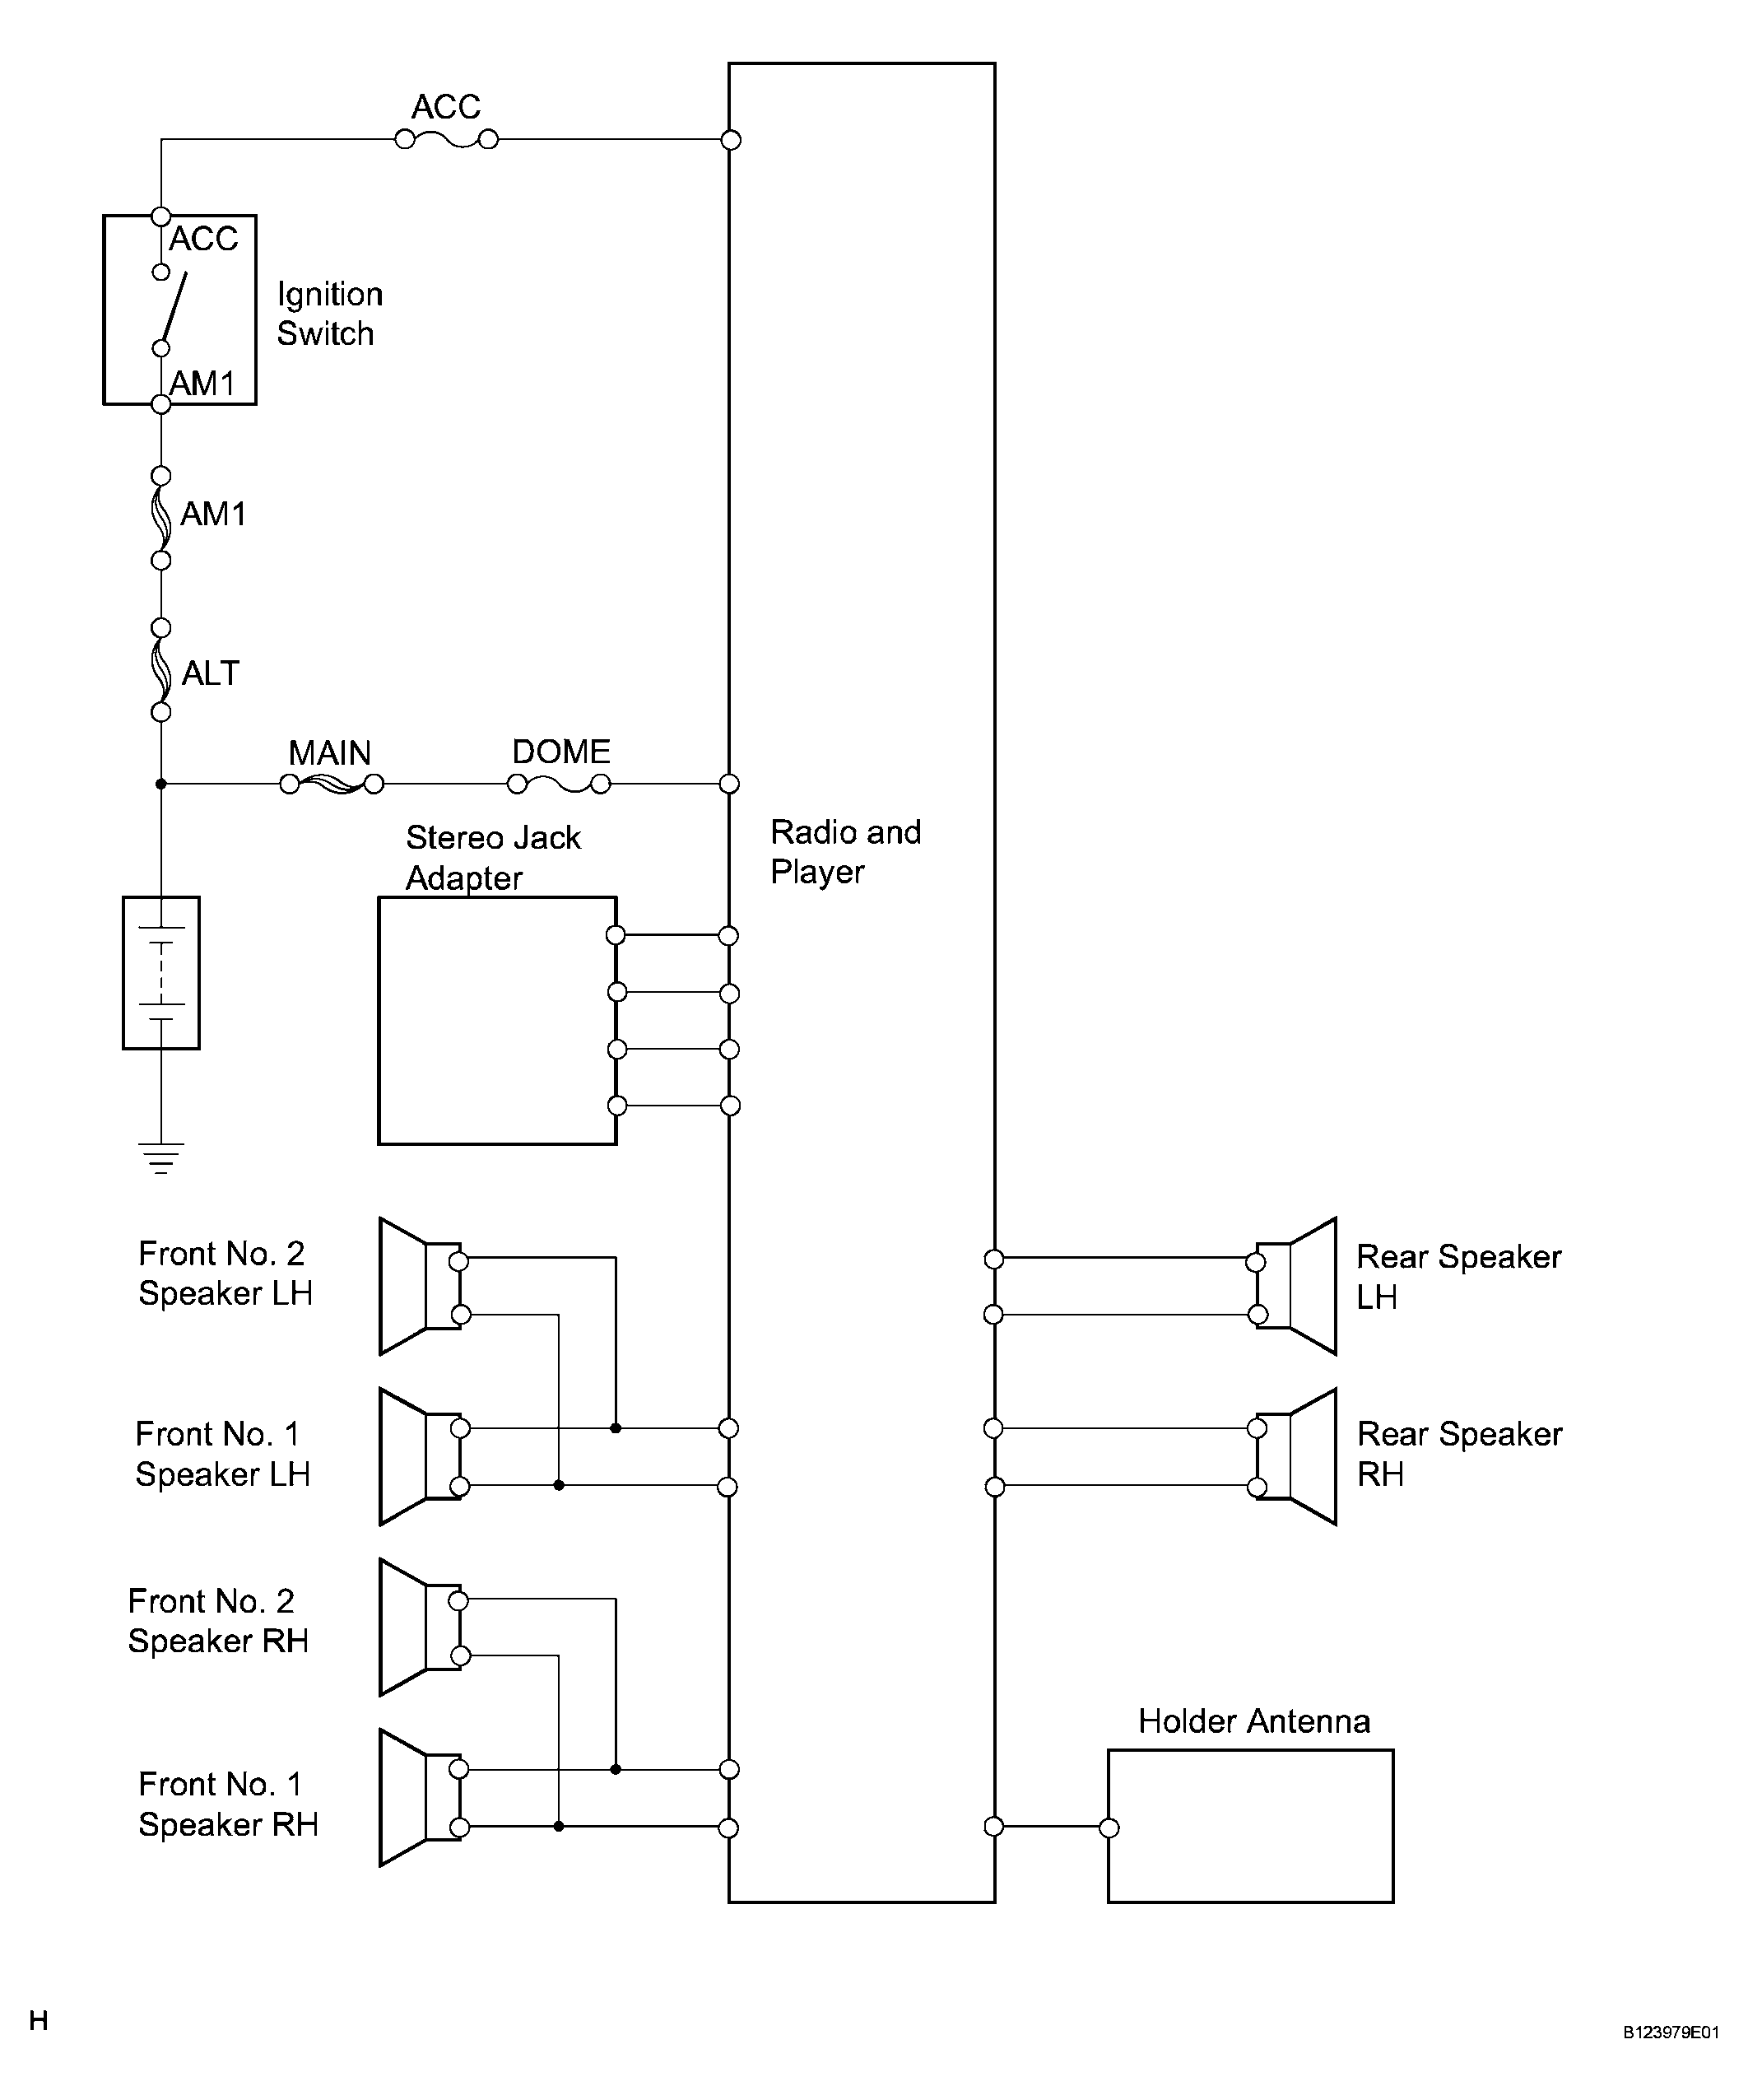 ACC
ACC
Ignition
Switch
AM1
AM1
ALT
MAIN
DOME
Stereo Jack
Adapter
Radio and
Player
Front No. 2
Speaker LH
Rear Speaker
LH
Front No. 1
Speaker LH
Rear Speaker
RH
Front No. 2
Speaker RH
Holder Antenna
Front No. 1
Speaker RH
H
B123979E01